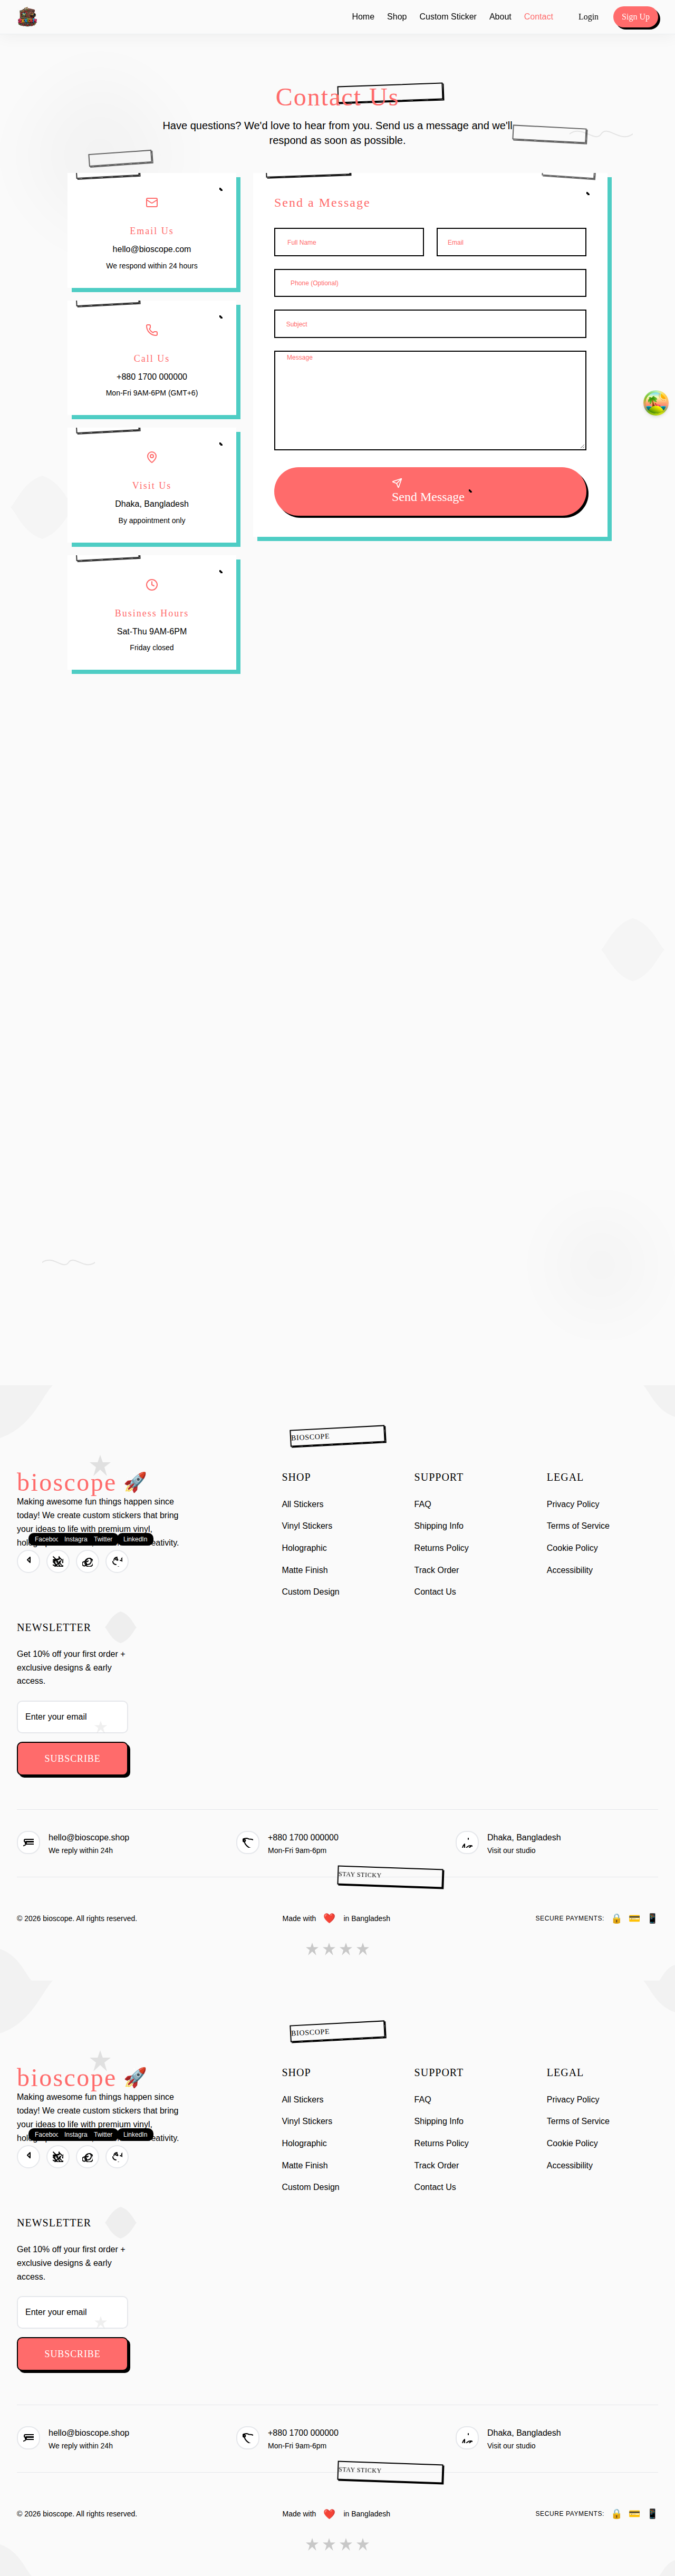 Home Shop Custom Sticker About Contact Login Sign Up
Contact Us
Have questions? We'd love to hear from you. Send us a message and we'll
respond as soon as possible.
Email Us
hello@bioscope.com
We respond within 24 hours
Call Us
+880 1700 000000
Mon-Fri 9AM-6PM (GMT+6)
Visit Us
Dhaka, Bangladesh
By appointment only
Business Hours
Sat-Thu 9AM-6PM
Friday closed
Send a Message
Full Name Email
Phone (Optional)
Subject
Message
Send Message
BIOSCOPE
bioscope 🚀
Making awesome fun things happen since
today! We create custom stickers that bring
your ideas to life with premium vinyl,
Facebo Instagra Twitter LinkedIn
SHOP
All Stickers
Vinyl Stickers
Holographic
Matte Finish
Custom Design
SUPPORT
FAQ
Shipping Info
Returns Policy
Track Order
Contact Us
LEGAL
Privacy Policy
Terms of Service
Cookie Policy
Accessibility
NEWSLETTER
Get 10% off your first order +
exclusive designs & early
access.
Enter your email
SUBSCRIBE
hello@bioscope.shop
We reply within 24h
+880 1700 000000
Mon-Fri 9am-6pm
Dhaka, Bangladesh
Visit our studio
STAY STICKY
© 2026 bioscope. All rights reserved.
Made with ❤️ in Bangladesh
SECURE PAYMENTS: 🔒 💳 📱
★ ★ ★ ★
BIOSCOPE
bioscope 🚀
Making awesome fun things happen since
today! We create custom stickers that bring
your ideas to life with premium vinyl,
Facebo Instagra Twitter LinkedIn
SHOP
All Stickers
Vinyl Stickers
Holographic
Matte Finish
Custom Design
SUPPORT
FAQ
Shipping Info
Returns Policy
Track Order
Contact Us
LEGAL
Privacy Policy
Terms of Service
Cookie Policy
Accessibility
NEWSLETTER
Get 10% off your first order +
exclusive designs & early
access.
Enter your email
SUBSCRIBE
hello@bioscope.shop
We reply within 24h
+880 1700 000000
Mon-Fri 9am-6pm
Dhaka, Bangladesh
Visit our studio
STAY STICKY
© 2026 bioscope. All rights reserved.
Made with ❤️ in Bangladesh
SECURE PAYMENTS: 🔒 💳 📱
★ ★ ★ ★